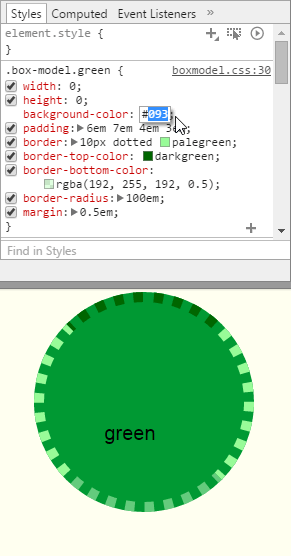 Styles Computed Event Listeners »
element.style {
}
.box-model.green { boxmodel.css:30
width: 0;
height: 0;
background-color: #093
padding: 6em 7em 4em
border: 10px dotted palegreen;
border-top-color: darkgreen;
border-bottom-color:
rgba(192, 255, 192, 0.5);
border-radius: 100em;
margin: 0.5em;
}
Find in Styles
green